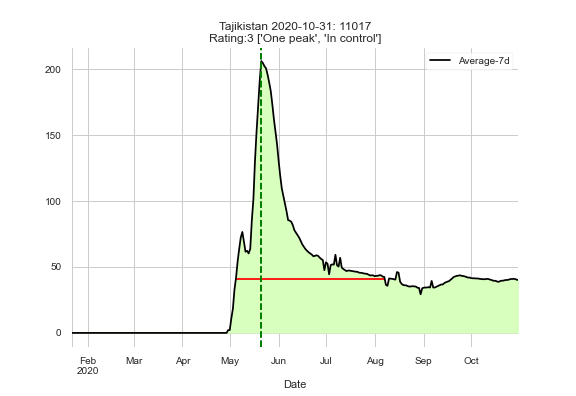 Tajikistan 2020-10-31: 11017
Rating:3 ['One peak', 'In control']
Average-7d
200
150
100
50
0
Feb Mar Apr May Jun Jul Aug Sep Oct
2020
Date